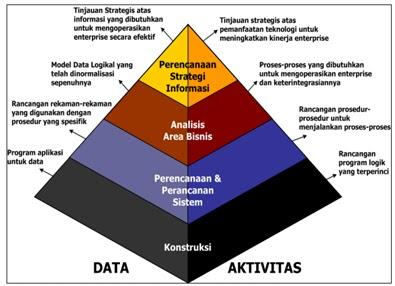 Tinjauan Strategis atas
informasi yang dibutuhkan
untuk mengoperasikan
enterprise secara efektif
Tinjauan strategis atas
pemanfaatan teknologi untuk
meningkatkan kinerja enterprise
Model Data Logikal yang
telah dinormalisasi
sepenuhnya
Perencanaan
Strategi
Informasi
Proses-proses yang dibutuhkan
untuk mengoperasikan enterprise
dan keterintegrasiannya
Rancangan rekaman-rekaman
yang digunakan dengan
prosedur yang spesifik
Analisis
Area Bisnis
Rancangan prosedur-
prosedur untuk
menjalankan proses-proses
Program aplikasi
untuk data
Perencanaan &
Perancanan
Sistem
Rancangan
program logik
yang terperinci
Konstruksi
DATA
AKTIVITAS